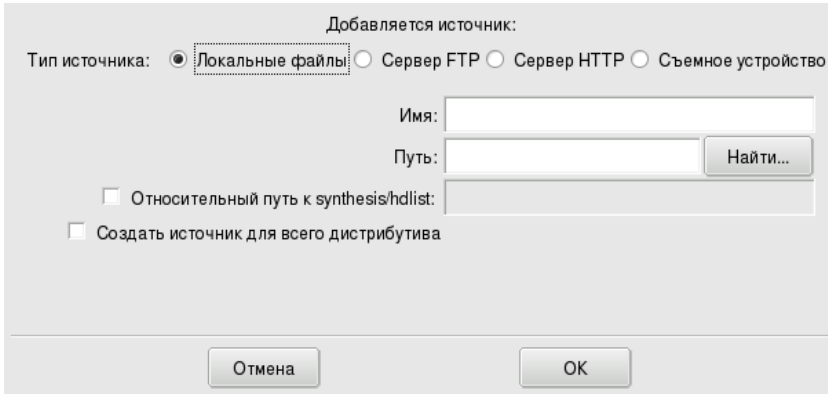 Добавляется источник:
Тип источника: Локальные файлы Сервер FTP Сервер HTTP Съемное устройство
Имя:
Путь: Найти...
Относительный путь к synthesis/hdlist:
Создать источник для всего дистрибутива
Отмена OK